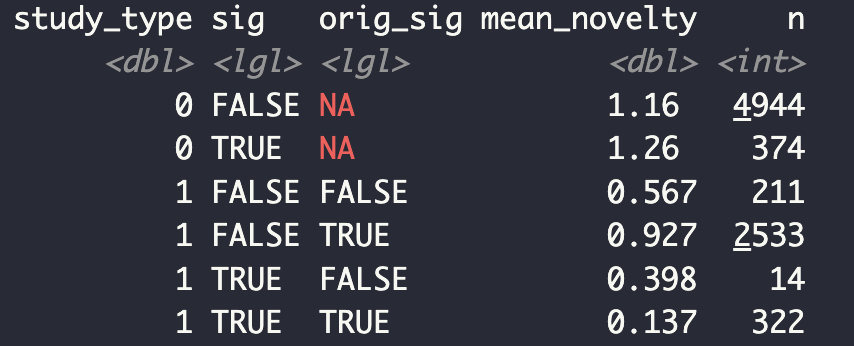 study_type sig orig_sig mean_novelty n
<dbl> <lgl> <lgl> <dbl> <int>
0 FALSE NA 1.16 4944
0 TRUE NA 1.26 374
1 FALSE FALSE 0.567 211
1 FALSE TRUE 0.927 2533
1 TRUE FALSE 0.398 14
1 TRUE TRUE 0.137 322